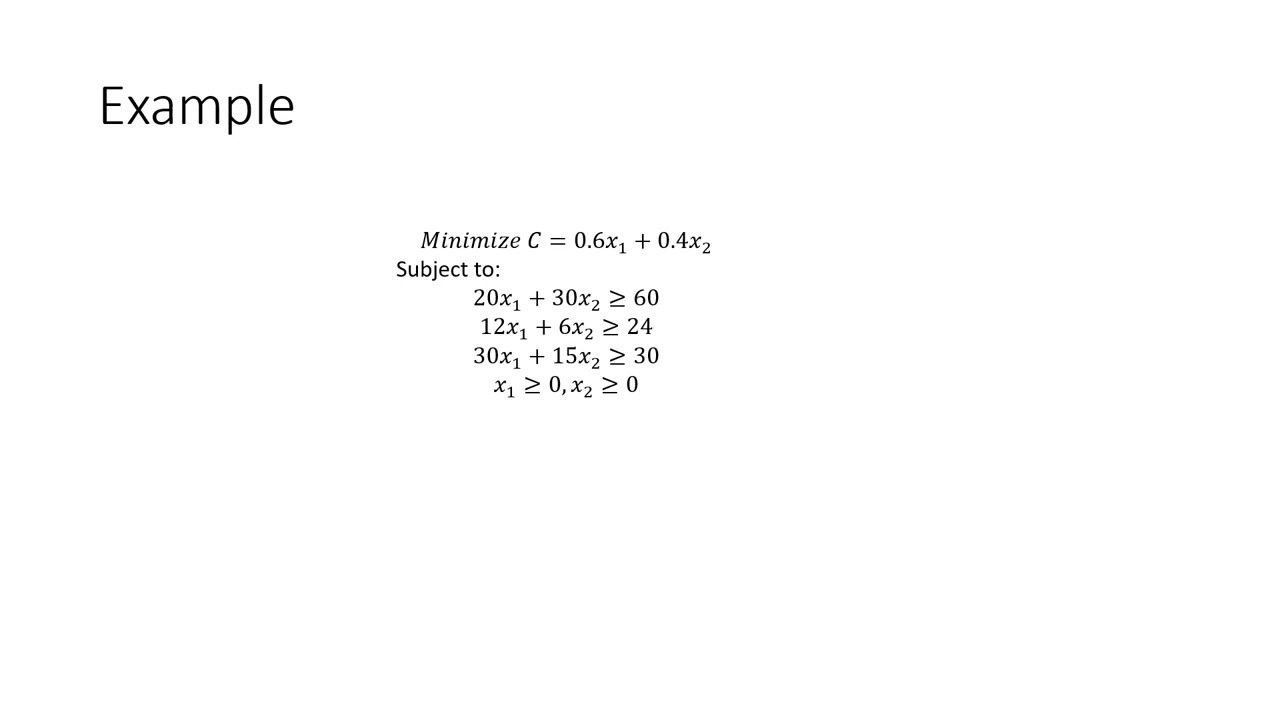 Example
Minimize C = 0.6x₁ + 0.4x₂
Subject to:
20x₁ + 30x₂ ≥ 60
12x₁ + 6x₂ ≥ 24
30x₁ + 15x₂ ≥ 30
x₁ ≥ 0, x₂ ≥ 0